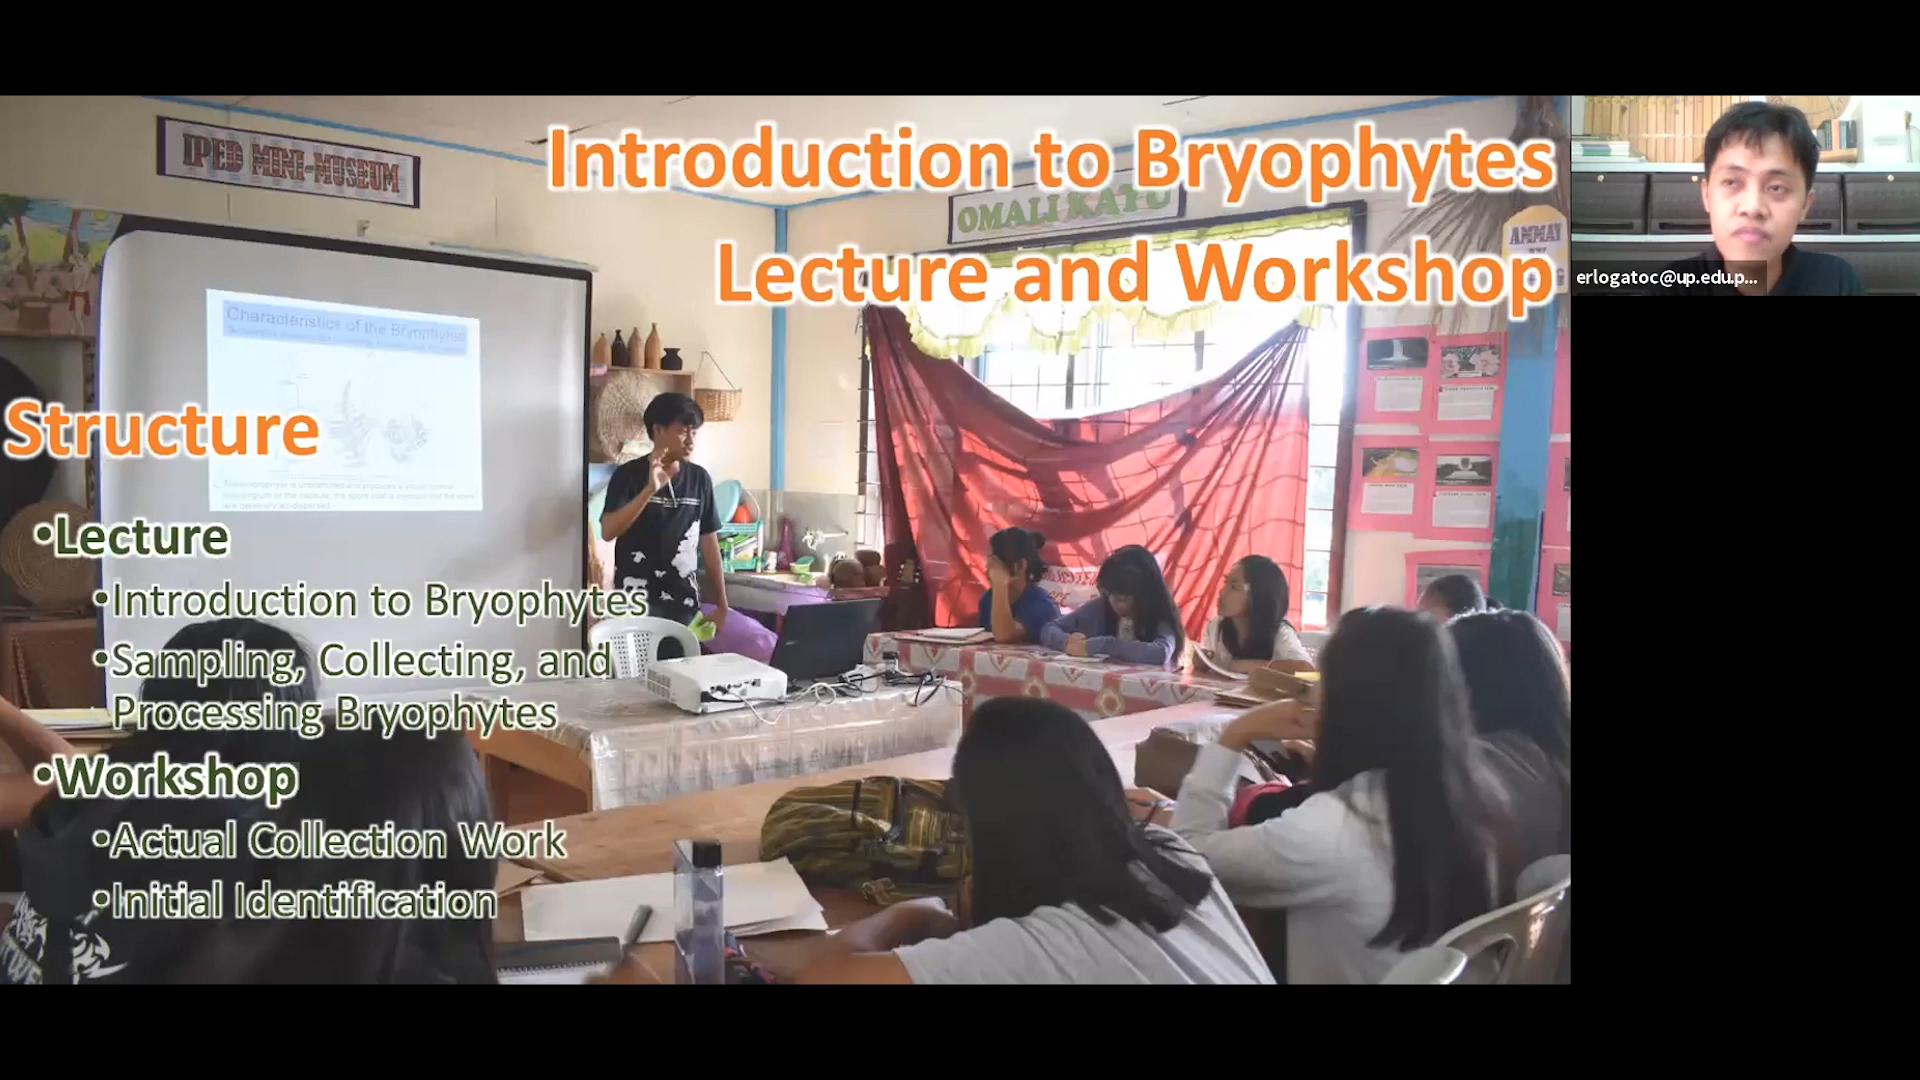 Introduction to Bryophytes
Lecture and Workshop
IPED MINI-MUSEUM
OMALI KAYU
AMMAY
erlogatoc@up.edu.p...
Characteristics of the Bryophytes
Structure
•Lecture
•Introduction to Bryophytes
•Sampling, Collecting, and
Processing Bryophytes
•Workshop
•Actual Collection Work
•Initial Identification